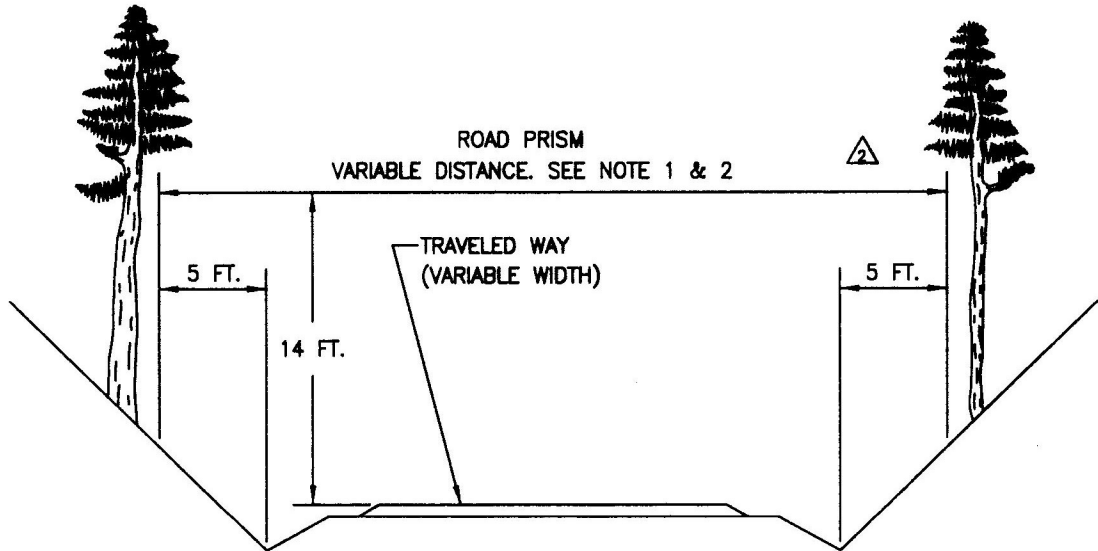 ROAD PRISM
VARIABLE DISTANCE. SEE NOTE 1 & 2
2
TRAVELED WAY
(VARIABLE WIDTH)
5 FT.
5 FT.
14 FT.